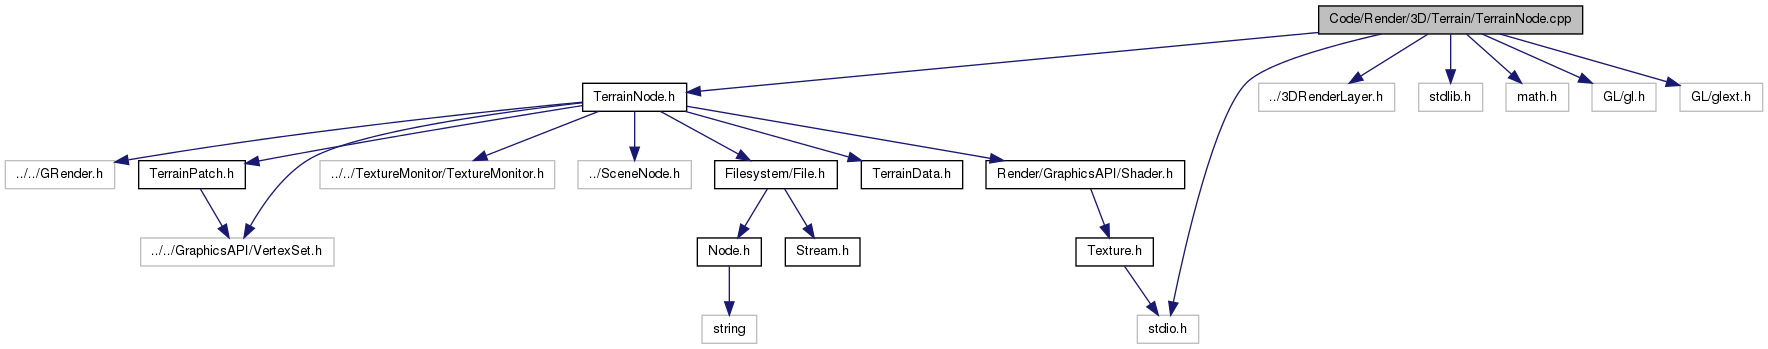 Code/Render/3D/Terrain/TerrainNode.cpp
TerrainNode.h
../3DRenderLayer.h
stdlib.h
math.h
GL/gl.h
GL/glext.h
../../GRender.h
TerrainPatch.h
../../TextureMonitor/TextureMonitor.h
../SceneNode.h
Filesystem/File.h
TerrainData.h
Render/GraphicsAPI/Shader.h
../../GraphicsAPI/VertexSet.h
Node.h
Stream.h
Texture.h
string
stdio.h